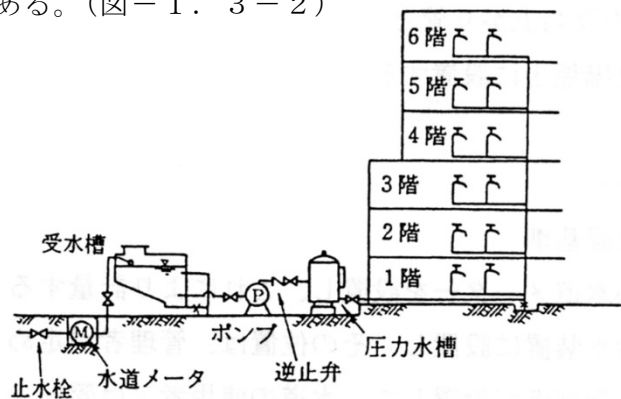 ある。(図－１．３－２)
6階
5階
4階
3階
2階
1階
受水槽
P
M
ポンプ
圧力水槽
止水栓
水道メータ
逆止弁